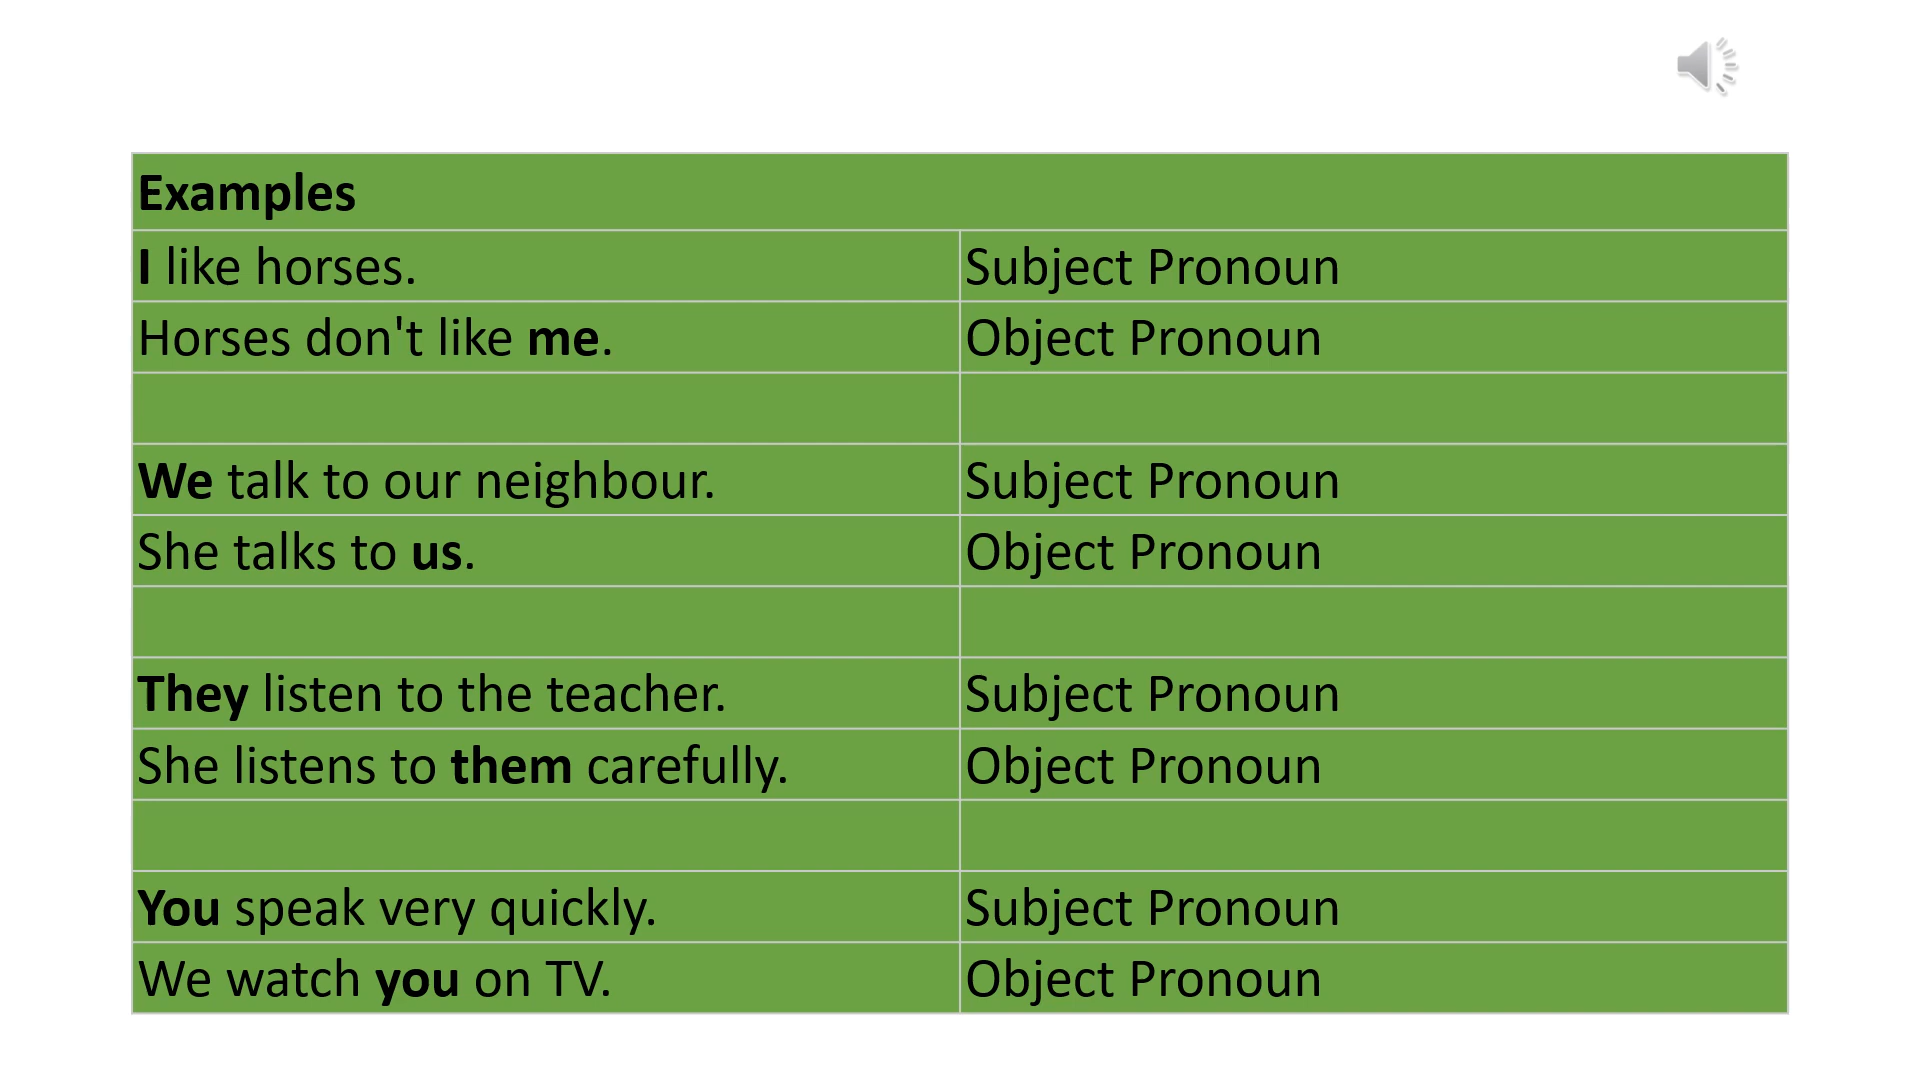 Examples
I like horses. Subject Pronoun
Horses don't like me. Object Pronoun
We talk to our neighbour. Subject Pronoun
She talks to us. Object Pronoun
They listen to the teacher. Subject Pronoun
She listens to them carefully. Object Pronoun
You speak very quickly. Subject Pronoun
We watch you on TV. Object Pronoun